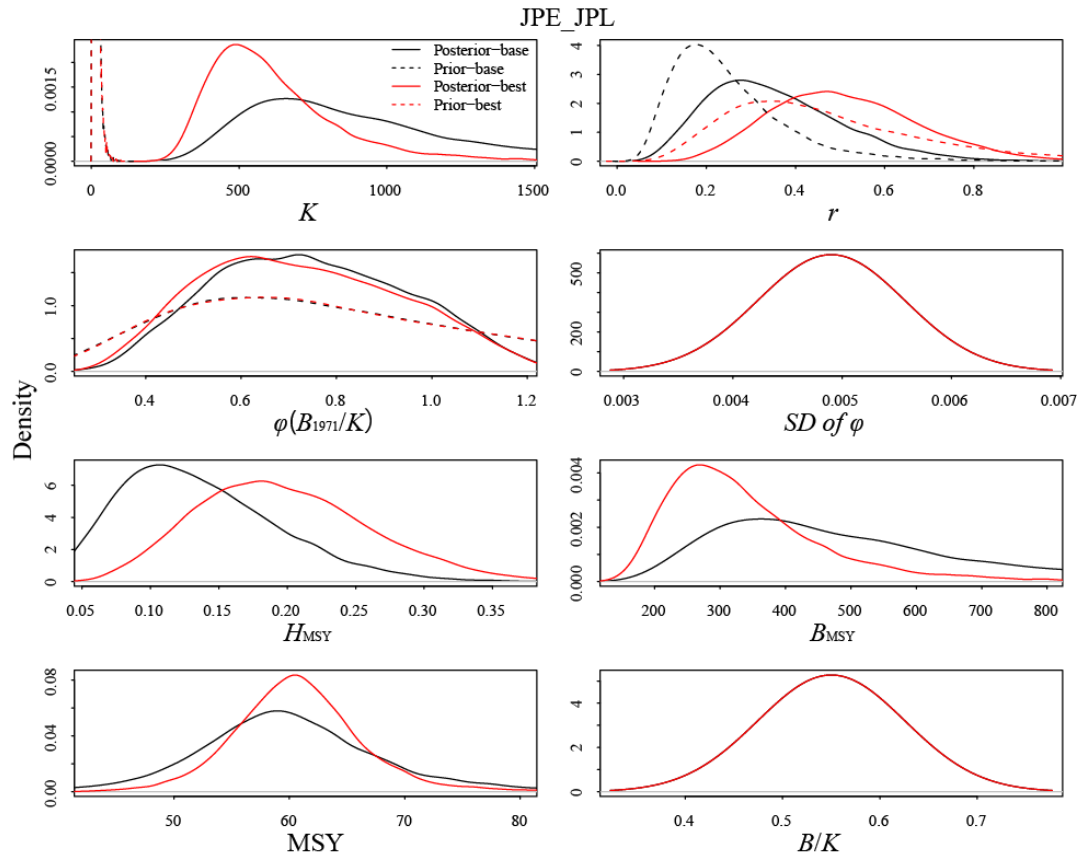 JPE_JPL
Posterior-base
Prior-base
Posterior-best
Prior-best
0.0000 0.0015
0 500 1000 1500
K
0 1 2 3 4
0.0 0.2 0.4 0.6 0.8
r
0.0 1.0
0.4 0.6 0.8 1.0 1.2
φ(B1971/K)
0 200 500
0.003 0.004 0.005 0.006 0.007
SD of φ
Density
0 2 4 6
0.05 0.10 0.15 0.20 0.25 0.30 0.35
HMSY
0.000 0.002 0.004
200 300 400 500 600 700 800
BMSY
0.00 0.04 0.08
50 60 70 80
MSY
0 2 4
0.4 0.5 0.6 0.7
B/K